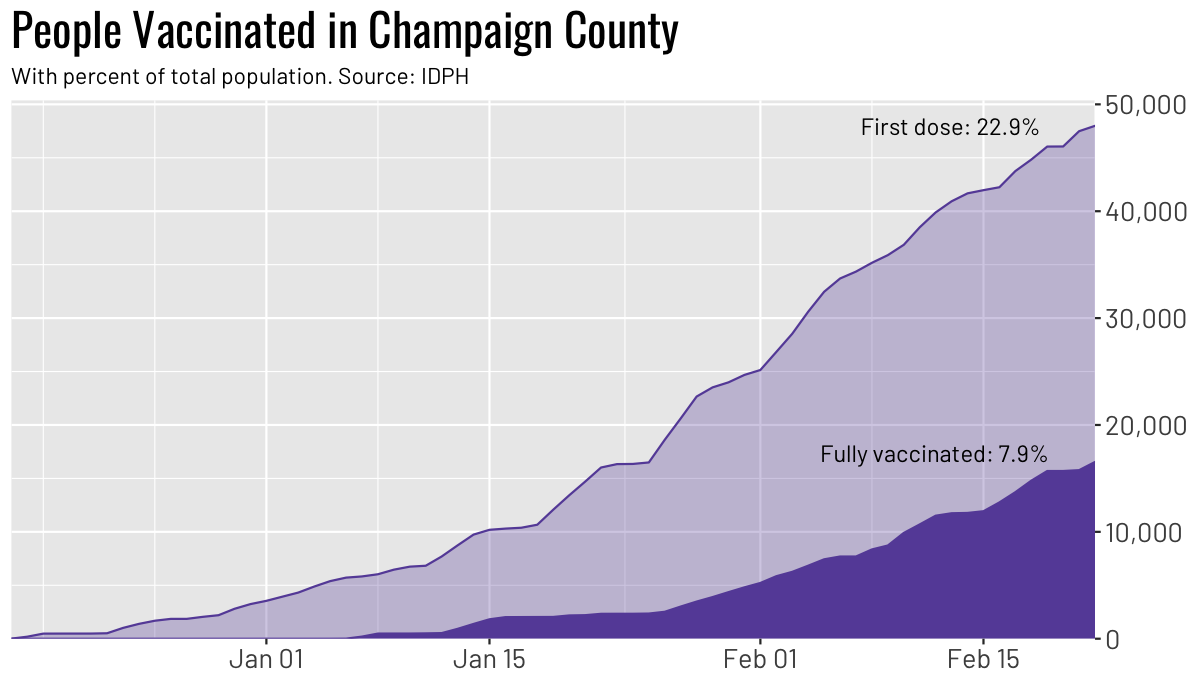 People Vaccinated in Champaign County
With percent of total population. Source: IDPH
50,000
First dose: 22.9%
40,000
30,000
20,000
Fully vaccinated: 7.9%
10,000
0
Jan 01 Jan 15 Feb 01 Feb 15